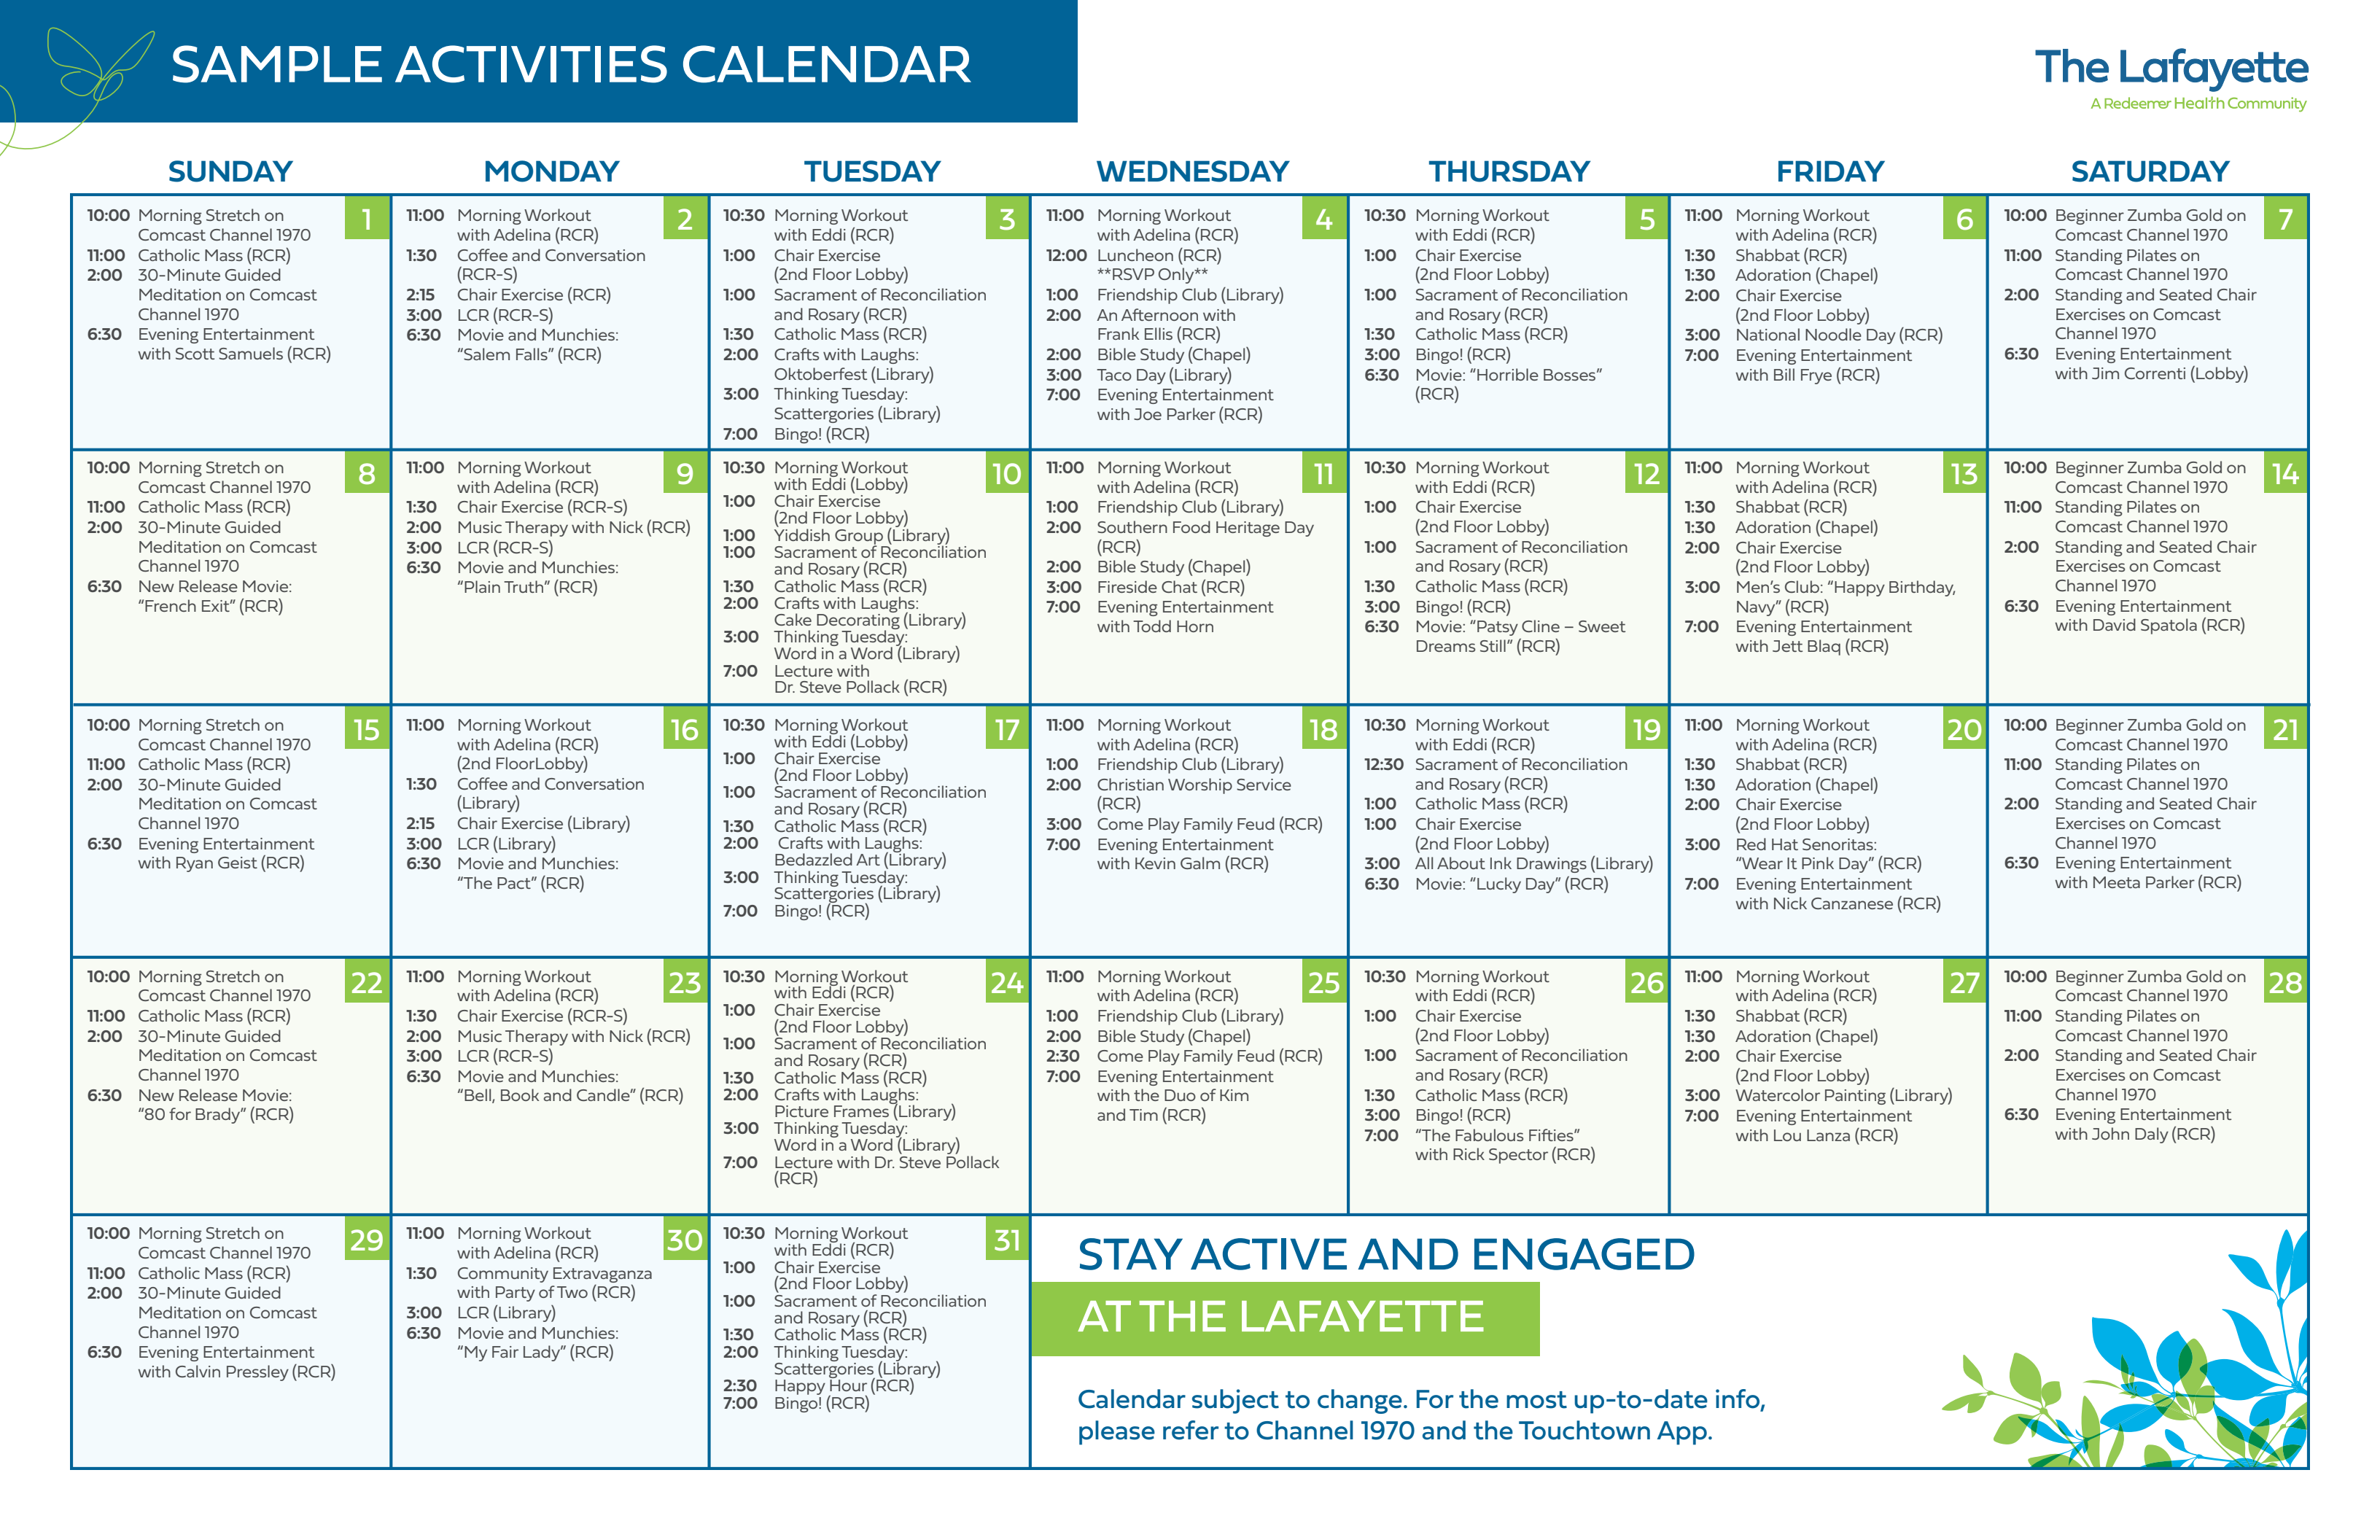 SAMPLE ACTIVITIES CALENDAR
The Lafayette
A Redeemer Health Community
SUNDAY
MONDAY
TUESDAY
WEDNESDAY
THURSDAY
FRIDAY
SATURDAY
1
10:00 Morning Stretch on
Comcast Channel 1970
11:00 Catholic Mass (RCR)
2:00 30-Minute Guided
Meditation on Comcast
Channel 1970
6:30 Evening Entertainment
with Scott Samuels (RCR)
2
11:00 Morning Workout
with Adelina (RCR)
1:30 Coffee and Conversation
(RCR-S)
2:15 Chair Exercise (RCR)
3:00 LCR (RCR-S)
6:30 Movie and Munchies:
“Salem Falls” (RCR)
3
10:30 Morning Workout
with Eddi (RCR)
1:00 Chair Exercise
(2nd Floor Lobby)
1:00 Sacrament of Reconciliation
and Rosary (RCR)
1:30 Catholic Mass (RCR)
2:00 Crafts with Laughs:
Oktoberfest (Library)
3:00 Thinking Tuesday:
Scattergories (Library)
7:00 Bingo! (RCR)
4
11:00 Morning Workout
with Adelina (RCR)
12:00 Luncheon (RCR)
**RSVP Only**
1:00 Friendship Club (Library)
2:00 An Afternoon with
Frank Ellis (RCR)
2:00 Bible Study (Chapel)
3:00 Taco Day (Library)
7:00 Evening Entertainment
with Joe Parker (RCR)
5
10:30 Morning Workout
with Eddi (RCR)
1:00 Chair Exercise
(2nd Floor Lobby)
1:00 Sacrament of Reconciliation
and Rosary (RCR)
1:30 Catholic Mass (RCR)
3:00 Bingo! (RCR)
6:30 Movie: “Horrible Bosses”
(RCR)
6
11:00 Morning Workout
with Adelina (RCR)
1:30 Shabbat (RCR)
1:30 Adoration (Chapel)
2:00 Chair Exercise
(2nd Floor Lobby)
3:00 National Noodle Day (RCR)
7:00 Evening Entertainment
with Bill Frye (RCR)
7
10:00 Beginner Zumba Gold on
Comcast Channel 1970
11:00 Standing Pilates on
Comcast Channel 1970
2:00 Standing and Seated Chair
Exercises on Comcast
Channel 1970
6:30 Evening Entertainment
with Jim Correnti (Lobby)
8
10:00 Morning Stretch on
Comcast Channel 1970
11:00 Catholic Mass (RCR)
2:00 30-Minute Guided
Meditation on Comcast
Channel 1970
6:30 New Release Movie:
“French Exit” (RCR)
9
11:00 Morning Workout
with Adelina (RCR)
1:30 Chair Exercise (RCR-S)
2:00 Music Therapy with Nick (RCR)
3:00 LCR (RCR-S)
6:30 Movie and Munchies:
“Plain Truth” (RCR)
10
10:30 Morning Workout
with Eddi (Lobby)
1:00 Chair Exercise
(2nd Floor Lobby)
1:00 Yiddish Group (Library)
1:00 Sacrament of Reconciliation
and Rosary (RCR)
1:30 Catholic Mass (RCR)
2:00 Crafts with Laughs:
Cake Decorating (Library)
3:00 Thinking Tuesday:
Word in a Word (Library)
7:00 Lecture with
Dr. Steve Pollack (RCR)
11
11:00 Morning Workout
with Adelina (RCR)
1:00 Friendship Club (Library)
2:00 Southern Food Heritage Day
(RCR)
2:00 Bible Study (Chapel)
3:00 Fireside Chat (RCR)
7:00 Evening Entertainment
with Todd Horn
12
10:30 Morning Workout
with Eddi (RCR)
1:00 Chair Exercise
(2nd Floor Lobby)
1:00 Sacrament of Reconciliation
and Rosary (RCR)
1:30 Catholic Mass (RCR)
3:00 Bingo! (RCR)
6:30 Movie: “Patsy Cline – Sweet
Dreams Still” (RCR)
13
11:00 Morning Workout
with Adelina (RCR)
1:30 Shabbat (RCR)
1:30 Adoration (Chapel)
2:00 Chair Exercise
(2nd Floor Lobby)
3:00 Men’s Club: “Happy Birthday,
Navy” (RCR)
7:00 Evening Entertainment
with Jett Blaq (RCR)
14
10:00 Beginner Zumba Gold on
Comcast Channel 1970
11:00 Standing Pilates on
Comcast Channel 1970
2:00 Standing and Seated Chair
Exercises on Comcast
Channel 1970
6:30 Evening Entertainment
with David Spatola (RCR)
15
10:00 Morning Stretch on
Comcast Channel 1970
11:00 Catholic Mass (RCR)
2:00 30-Minute Guided
Meditation on Comcast
Channel 1970
6:30 Evening Entertainment
with Ryan Geist (RCR)
16
11:00 Morning Workout
with Adelina (RCR)
(2nd FloorLobby)
1:30 Coffee and Conversation
(Library)
2:15 Chair Exercise (Library)
3:00 LCR (Library)
6:30 Movie and Munchies:
“The Pact” (RCR)
17
10:30 Morning Workout
with Eddi (Lobby)
1:00 Chair Exercise
(2nd Floor Lobby)
1:00 Sacrament of Reconciliation
and Rosary (RCR)
1:30 Catholic Mass (RCR)
2:00 Crafts with Laughs:
Bedazzled Art (Library)
3:00 Thinking Tuesday:
Scattergories (Library)
7:00 Bingo! (RCR)
18
11:00 Morning Workout
with Adelina (RCR)
1:00 Friendship Club (Library)
2:00 Christian Worship Service
(RCR)
3:00 Come Play Family Feud (RCR)
7:00 Evening Entertainment
with Kevin Galm (RCR)
19
10:30 Morning Workout
with Eddi (RCR)
12:30 Sacrament of Reconciliation
and Rosary (RCR)
1:00 Catholic Mass (RCR)
1:00 Chair Exercise
(2nd Floor Lobby)
3:00 All About Ink Drawings (Library)
6:30 Movie: “Lucky Day” (RCR)
20
11:00 Morning Workout
with Adelina (RCR)
1:30 Shabbat (RCR)
1:30 Adoration (Chapel)
2:00 Chair Exercise
(2nd Floor Lobby)
3:00 Red Hat Senoritas:
“Wear It Pink Day” (RCR)
7:00 Evening Entertainment
with Nick Canzanese (RCR)
21
10:00 Beginner Zumba Gold on
Comcast Channel 1970
11:00 Standing Pilates on
Comcast Channel 1970
2:00 Standing and Seated Chair
Exercises on Comcast
Channel 1970
6:30 Evening Entertainment
with Meeta Parker (RCR)
22
10:00 Morning Stretch on
Comcast Channel 1970
11:00 Catholic Mass (RCR)
2:00 30-Minute Guided
Meditation on Comcast
Channel 1970
6:30 New Release Movie:
“80 for Brady” (RCR)
23
11:00 Morning Workout
with Adelina (RCR)
1:30 Chair Exercise (RCR-S)
2:00 Music Therapy with Nick (RCR)
3:00 LCR (RCR-S)
6:30 Movie and Munchies:
“Bell, Book and Candle” (RCR)
24
10:30 Morning Workout
with Eddi (RCR)
1:00 Chair Exercise
(2nd Floor Lobby)
1:00 Sacrament of Reconciliation
and Rosary (RCR)
1:30 Catholic Mass (RCR)
2:00 Crafts with Laughs:
Picture Frames (Library)
3:00 Thinking Tuesday:
Word in a Word (Library)
7:00 Lecture with Dr. Steve Pollack
(RCR)
25
11:00 Morning Workout
with Adelina (RCR)
1:00 Friendship Club (Library)
2:00 Bible Study (Chapel)
2:30 Come Play Family Feud (RCR)
7:00 Evening Entertainment
with the Duo of Kim
and Tim (RCR)
26
10:30 Morning Workout
with Eddi (RCR)
1:00 Chair Exercise
(2nd Floor Lobby)
1:00 Sacrament of Reconciliation
and Rosary (RCR)
1:30 Catholic Mass (RCR)
3:00 Bingo! (RCR)
7:00 “The Fabulous Fifties”
with Rick Spector (RCR)
27
11:00 Morning Workout
with Adelina (RCR)
1:30 Shabbat (RCR)
1:30 Adoration (Chapel)
2:00 Chair Exercise
(2nd Floor Lobby)
3:00 Watercolor Painting (Library)
7:00 Evening Entertainment
with Lou Lanza (RCR)
28
10:00 Beginner Zumba Gold on
Comcast Channel 1970
11:00 Standing Pilates on
Comcast Channel 1970
2:00 Standing and Seated Chair
Exercises on Comcast
Channel 1970
6:30 Evening Entertainment
with John Daly (RCR)
29
10:00 Morning Stretch on
Comcast Channel 1970
11:00 Catholic Mass (RCR)
2:00 30-Minute Guided
Meditation on Comcast
Channel 1970
6:30 Evening Entertainment
with Calvin Pressley (RCR)
30
11:00 Morning Workout
with Adelina (RCR)
1:30 Community Extravaganza
with Party of Two (RCR)
3:00 LCR (Library)
6:30 Movie and Munchies:
“My Fair Lady” (RCR)
31
10:30 Morning Workout
with Eddi (RCR)
1:00 Chair Exercise
(2nd Floor Lobby)
1:00 Sacrament of Reconciliation
and Rosary (RCR)
1:30 Catholic Mass (RCR)
2:00 Thinking Tuesday:
Scattergories (Library)
2:30 Happy Hour (RCR)
7:00 Bingo! (RCR)
STAY ACTIVE AND ENGAGED
AT THE LAFAYETTE
Calendar subject to change. For the most up-to-date info,
please refer to Channel 1970 and the Touchtown App.